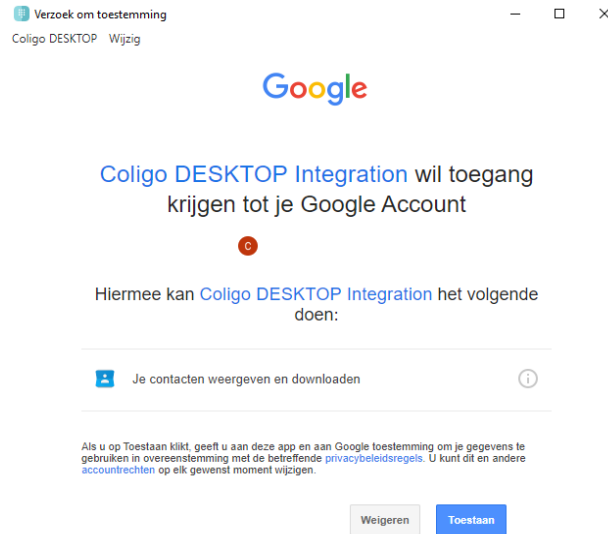 Verzoek om toestemming
Coligo DESKTOP Wijzig
Google
Coligo DESKTOP Integration wil toegang
krijgen tot je Google Account
C
Hiermee kan Coligo DESKTOP Integration het volgende
doen:
Je contacten weergeven en downloaden
Als u op Toestaan klikt, geeft u aan deze app en aan Google toestemming om je gegevens te
gebruiken in overeenstemming met de betreffende privacybeleidsregels. U kunt dit en andere
accountrechten op elk gewenst moment wijzigen.
Weigeren Toestaan